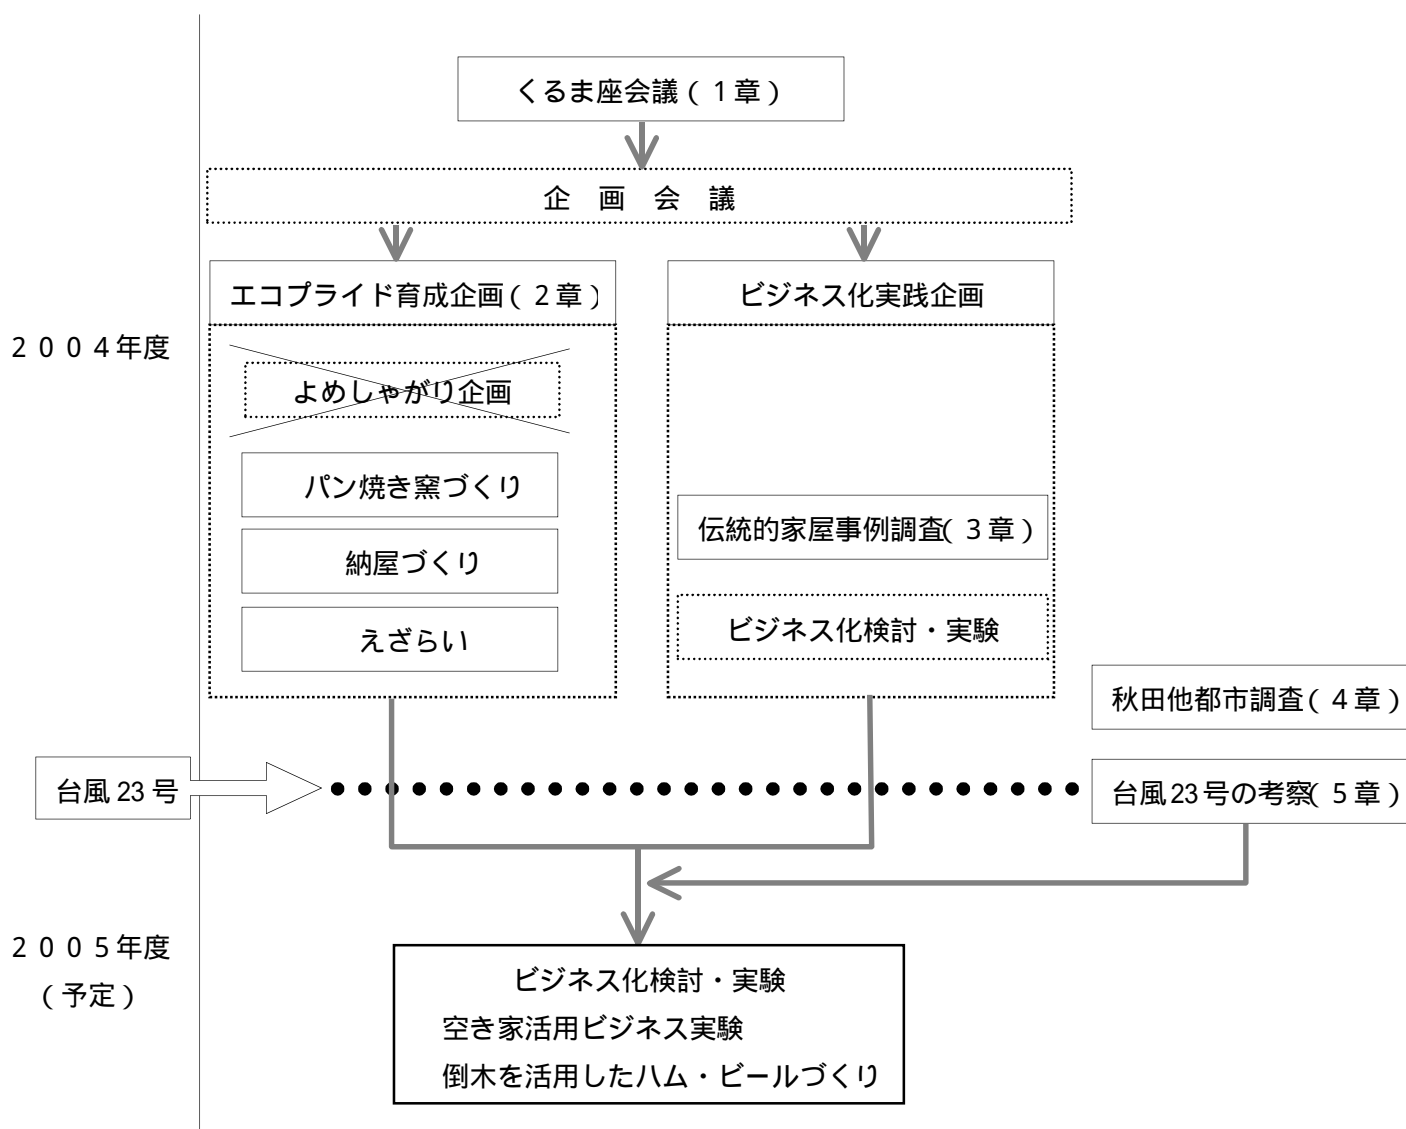 くるま座会議（１章）
企　画　会　議
エコプライド育成企画（２章）
ビジネス化実践企画
２００４年度
よめしゃがり企画
パン焼き窯づくり
伝統的家屋事例調査（３章）
納屋づくり
ビジネス化検討・実験
えざらい
秋田他都市調査（４章）
台風23号
台風23号の考察（５章）
２００５年度
（予定）
ビジネス化検討・実験
空き家活用ビジネス実験
倒木を活用したハム・ビールづくり